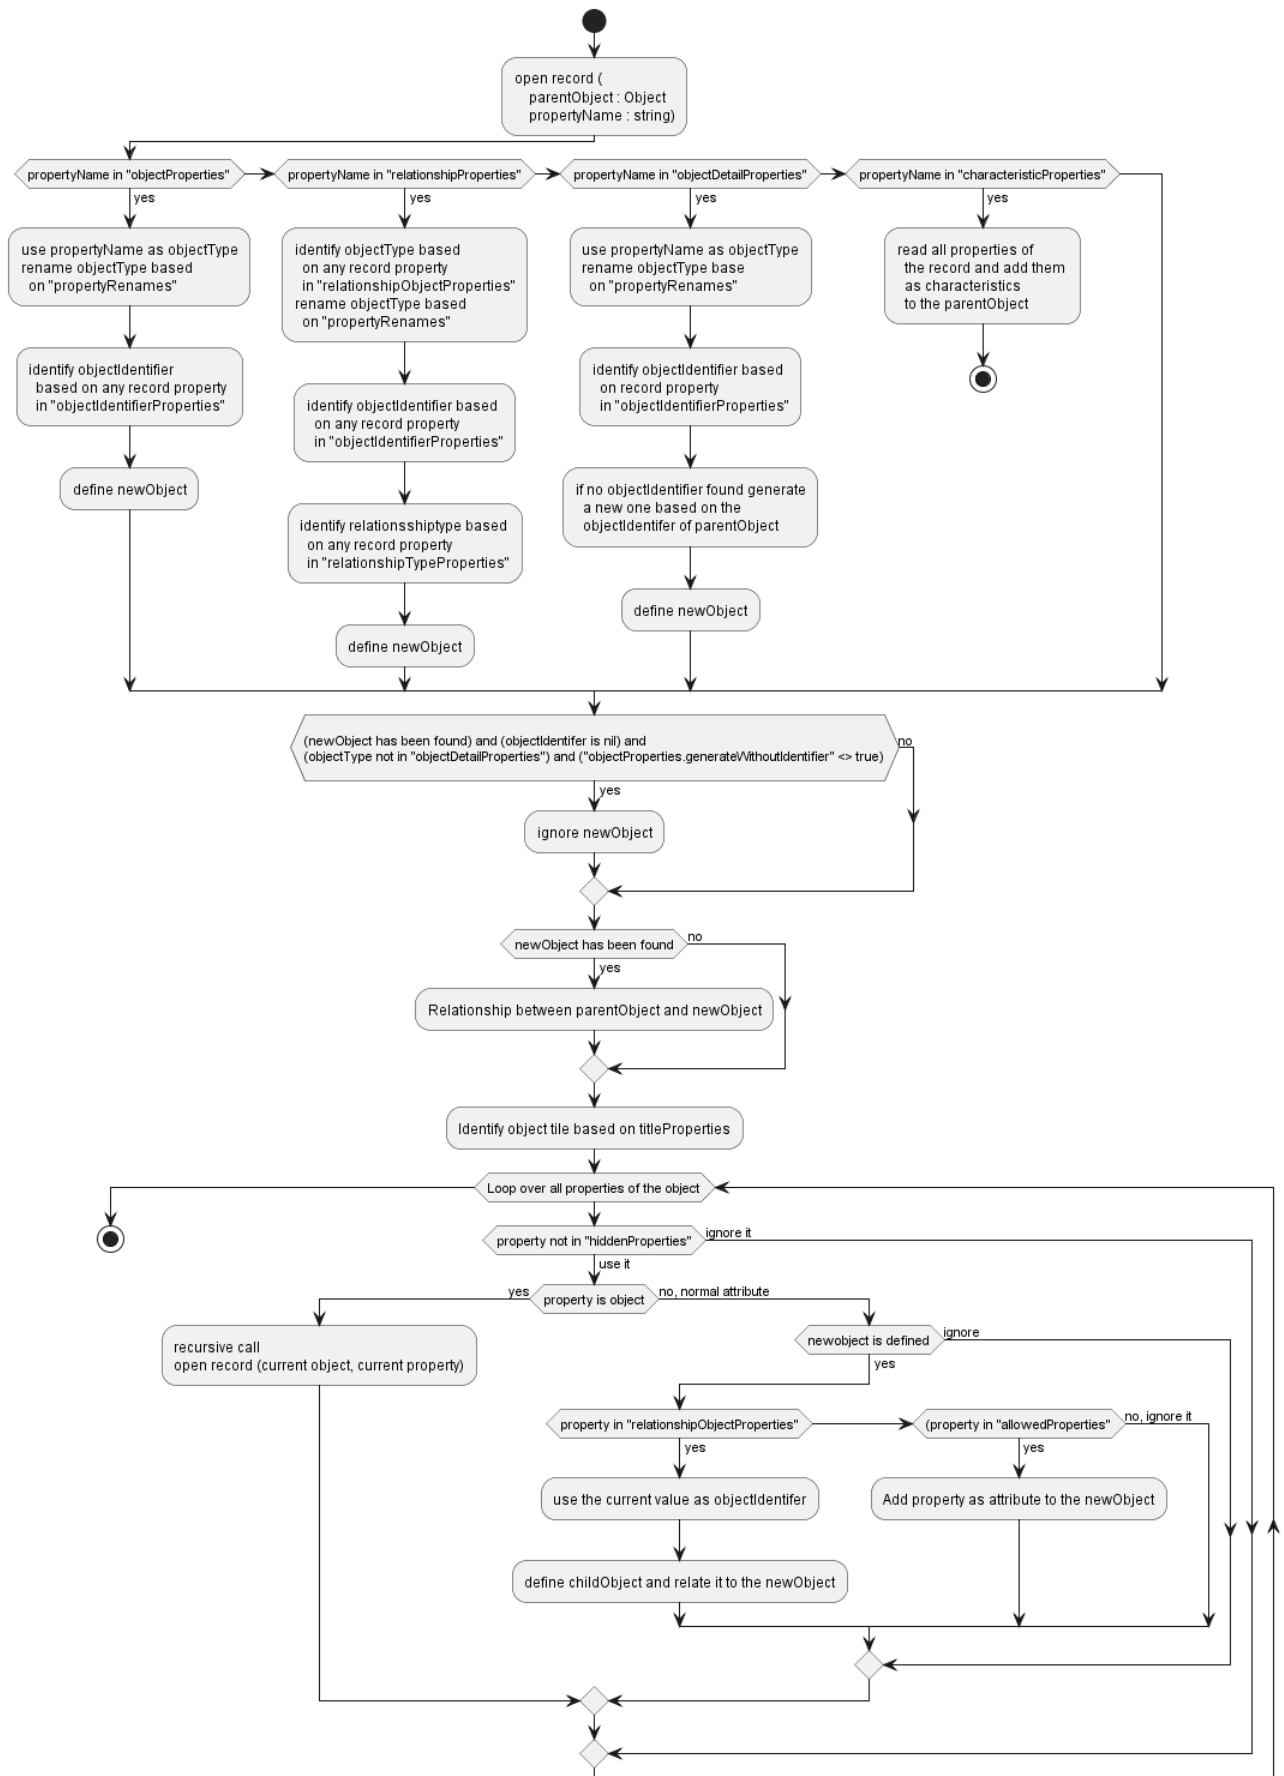 open record (
parentObject : Object
propertyName : string)
propertyName in "objectProperties"
yes
use propertyName as objectType
rename objectType based
on "propertyRenames"
identify objectIdentifier
based on any record property
in "objectIdentifierProperties"
define newObject
propertyName in "relationshipProperties"
yes
identify objectType based
on any record property
in "relationshipObjectProperties"
rename objectType based
on "propertyRenames"
identify objectIdentifier based
on any record property
in "objectIdentifierProperties"
identify relationsshiptype based
on any record property
in "relationshipTypeProperties"
define newObject
propertyName in "objectDetailProperties"
yes
use propertyName as objectType
rename objectType base
on "propertyRenames"
identify objectIdentifier based
on record property
in "objectIdentifierProperties"
if no objectIdentifier found generate
a new one based on the
objectIdentifer of parentObject
define newObject
propertyName in "characteristicProperties"
yes
read all properties of
the record and add them
as characteristics
to the parentObject
(newObject has been found) and (objectIdentifer is nil) and
(objectType not in "objectDetailProperties") and ("objectProperties.generateWithoutIdentifier" <> true)
no
yes
ignore newObject
newObject has been found
no
yes
Relationship between parentObject and newObject
Identify object tile based on titleProperties
Loop over all properties of the object
property not in "hiddenProperties"
ignore it
use it
yes
property is object
no, normal attribute
recursive call
open record (current object, current property)
newobject is defined
ignore
yes
property in "relationshipObjectProperties"
yes
use the current value as objectIdentifer
define childObject and relate it to the newObject
(property in "allowedProperties"
no, ignore it
yes
Add property as attribute to the newObject